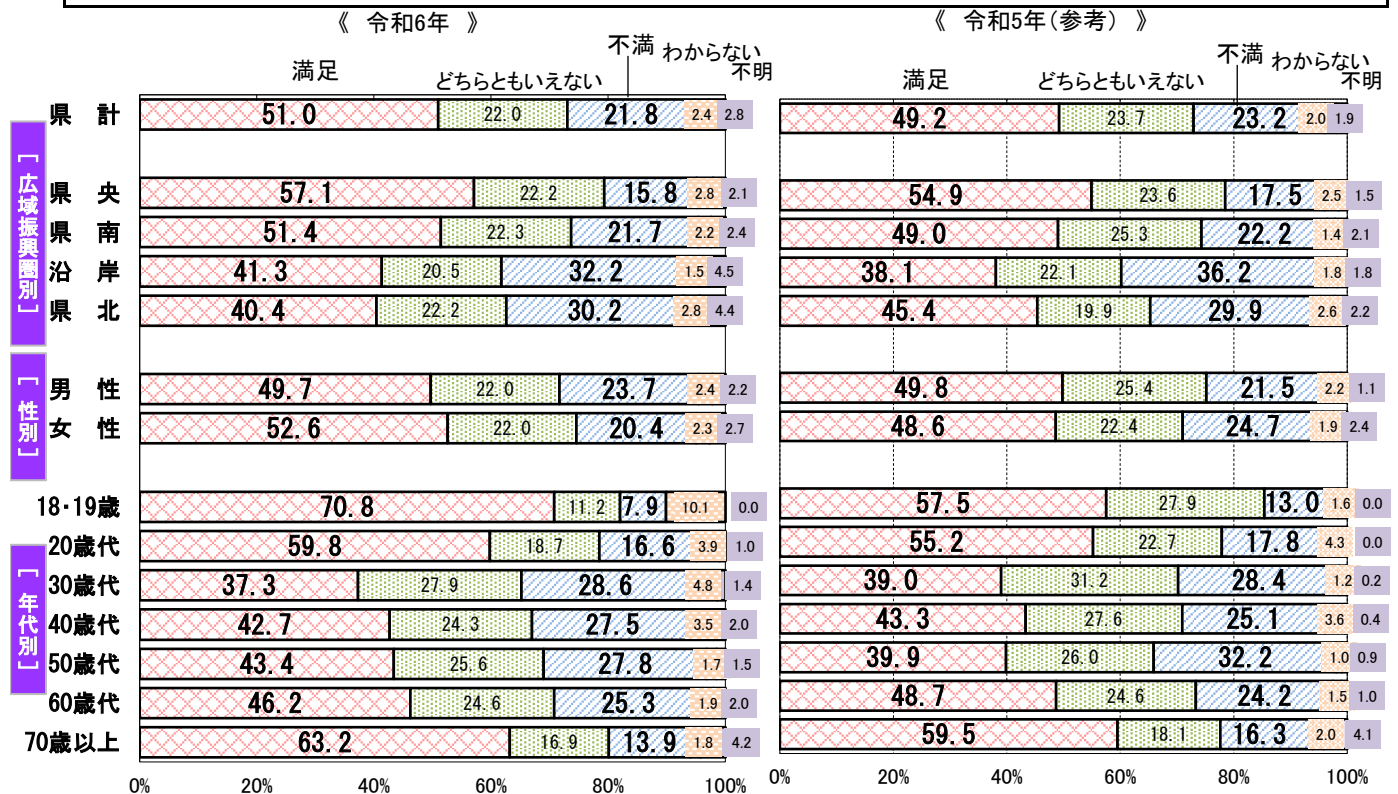 《 令和6年 》
《 令和5年(参考) 》
満足 どちらともいえない 不満 わからない 不明
満足 どちらともいえない 不満 わからない 不明
県 計 51.0 22.0 21.8 2.4 2.8 49.2 23.7 23.2 2.0 1.9
[広域振興圏別]
県 央 57.1 22.2 15.8 2.8 2.1 54.9 23.6 17.5 2.5 1.5
県 南 51.4 22.3 21.7 2.2 2.4 49.0 25.3 22.2 1.4 2.1
沿 岸 41.3 20.5 32.2 1.5 4.5 38.1 22.1 36.2 1.8 1.8
県 北 40.4 22.2 30.2 2.8 4.4 45.4 19.9 29.9 2.6 2.2
[性別]
男 性 49.7 22.0 23.7 2.4 2.2 49.8 25.4 21.5 2.2 1.1
女 性 52.6 22.0 20.4 2.3 2.7 48.6 22.4 24.7 1.9 2.4
[年代別]
18・19歳 70.8 11.2 7.9 10.1 0.0 57.5 27.9 13.0 1.6 0.0
20歳代 59.8 18.7 16.6 3.9 1.0 55.2 22.7 17.8 4.3 0.0
30歳代 37.3 27.9 28.6 4.8 1.4 39.0 31.2 28.4 1.2 0.2
40歳代 42.7 24.3 27.5 3.5 2.0 43.3 27.6 25.1 3.6 0.4
50歳代 43.4 25.6 27.8 1.7 1.5 39.9 26.0 32.2 1.0 0.9
60歳代 46.2 24.6 25.3 1.9 2.0 48.7 24.6 24.2 1.5 1.0
70歳以上 63.2 16.9 13.9 1.8 4.2 59.5 18.1 16.3 2.0 4.1
0% 20% 40% 60% 80% 100%
0% 20% 40% 60% 80% 100%